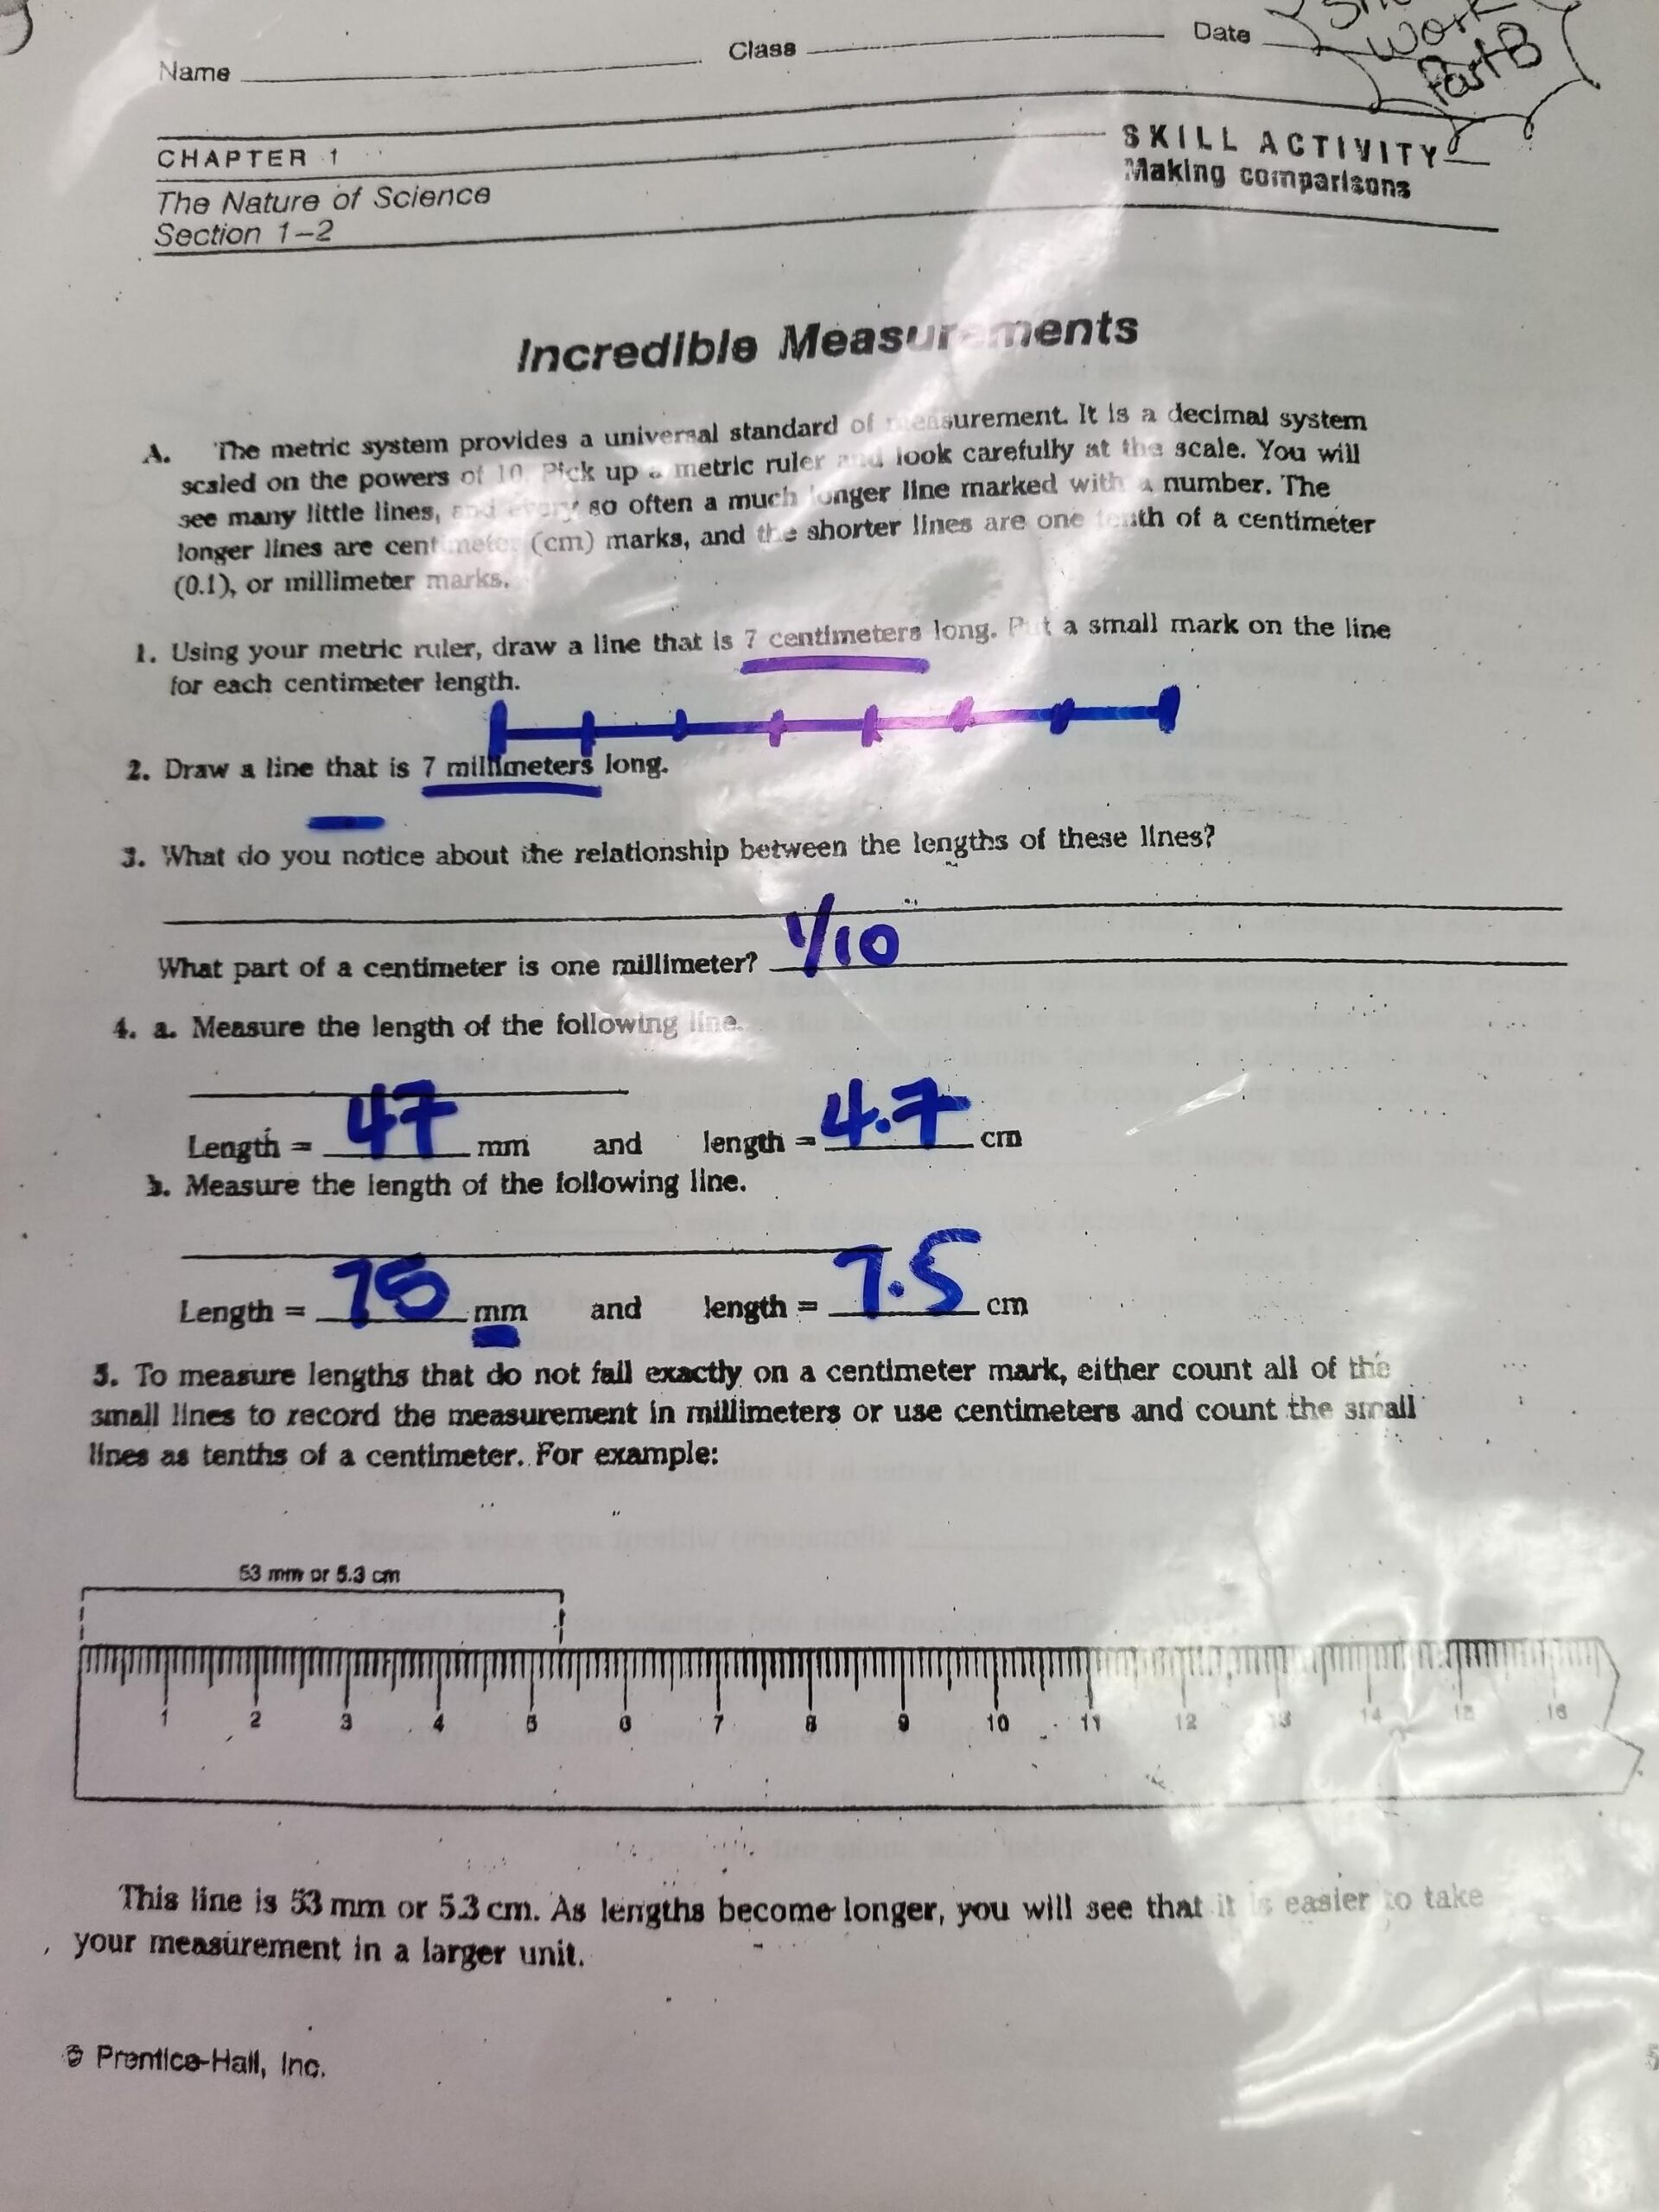 Work
Part B
Name Class Date
CHAPTER 1
SKILL ACTIVITY
Making comparisons
The Nature of Science
Section 1-2
Incredible Measurements
A. The metric system provides a universal standard of measurement. It is a decimal system
scaled on the powers of 10. Pick up a metric ruler and look carefully at the scale. You will
see many little lines, and every so often a much longer line marked with a number. The
longer lines are centimeter (cm) marks, and the shorter lines are one tenth of a centimeter
(0.1), or millimeter marks.
1. Using your metric ruler, draw a line that is 7 centimeters long. Put a small mark on the line
for each centimeter length.
2. Draw a line that is 7 millimeters long.
3. What do you notice about the relationship between the lengths of these lines?
What part of a centimeter is one millimeter? 1/10
4. a. Measure the length of the following line.
Length = 47 mm and length = 4.7 cm
b. Measure the length of the following line.
Length = 75 mm and length = 7.5 cm
5. To measure lengths that do not fall exactly on a centimeter mark, either count all of the
small lines to record the measurement in millimeters or use centimeters and count the small
lines as tenths of a centimeter. For example:
53 mm or 5.3 cm
1 2 3 4 5 6 7 8 9 10 11 12 13 14 15 16
This line is 53 mm or 5.3 cm. As lengths become longer, you will see that it is easier to take
your measurement in a larger unit.
© Prentice-Hall, Inc.